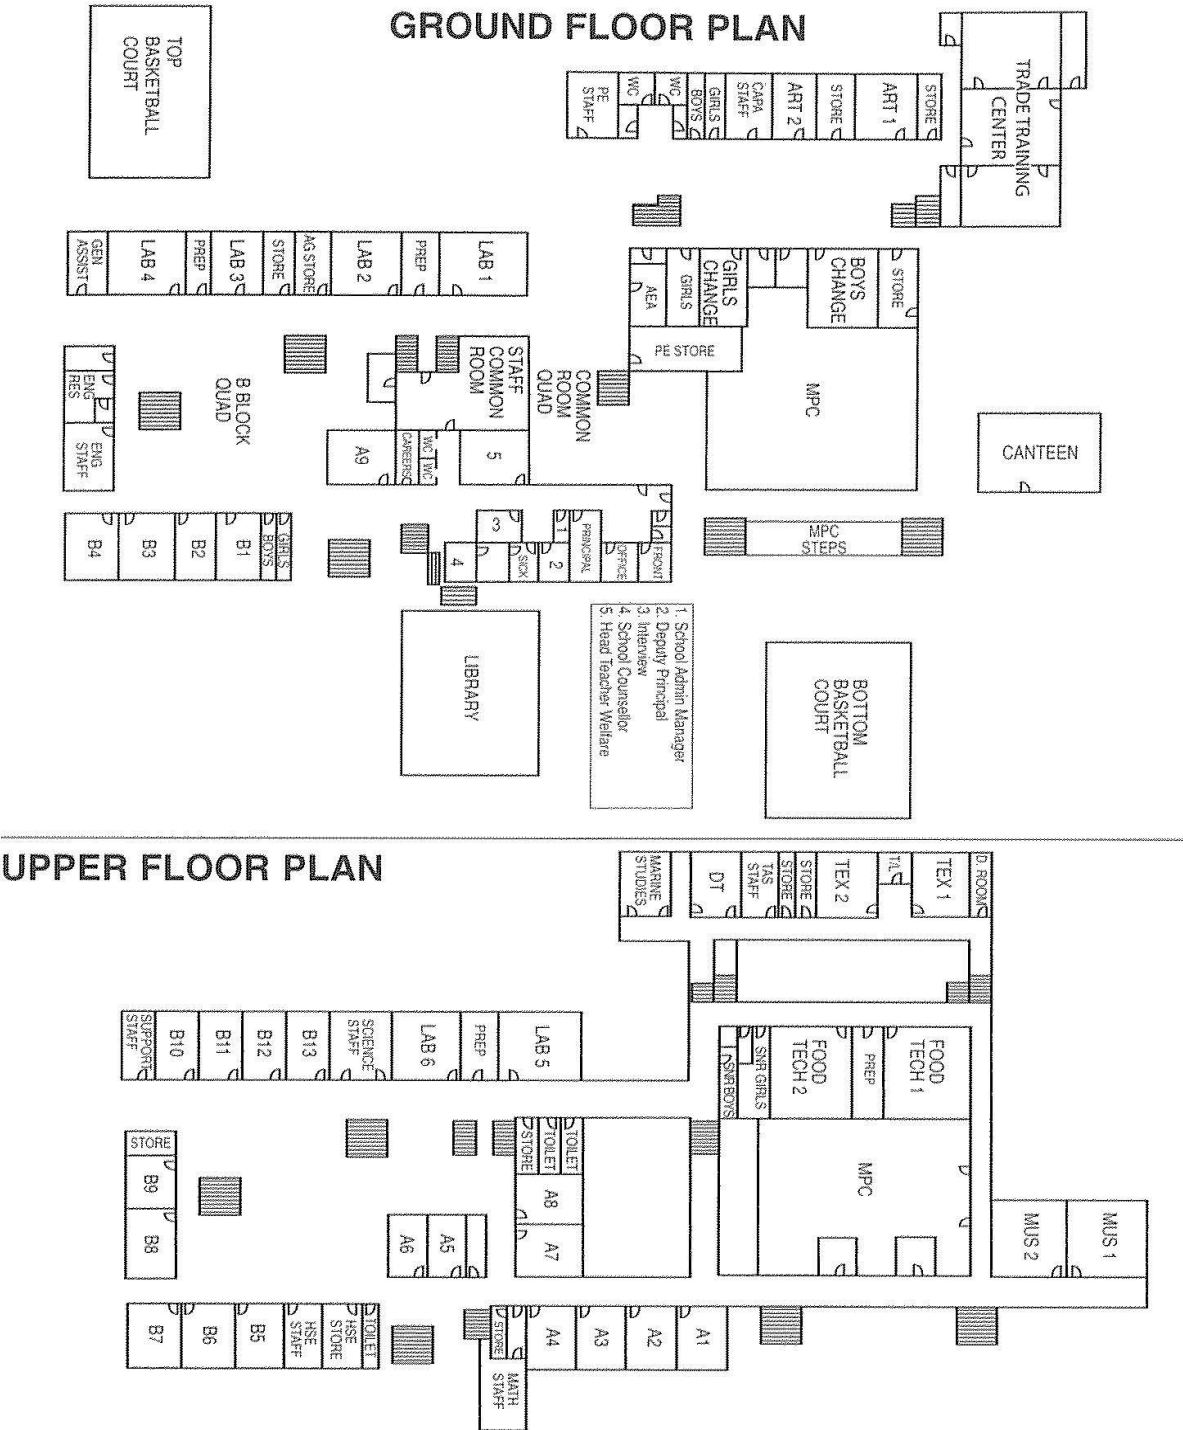 GROUND FLOOR PLAN
TOP
BASKETBALL
COURT
PE
STAFF
WC
WC
BOYS
GIRLS
CAPA
STAFF
ART 2
STORE
ART 1
STORE
TRADE TRAINING
CENTER
GEN
ASSIST
LAB 4
PREP
LAB 3
STORE
AG STORE
LAB 2
PREP
LAB 1
AEA
GIRLS
GIRLS
CHANGE
BOYS
CHANGE
STORE
PE STORE
MPC
ENG
RES
ENG
STAFF
B BLOCK
QUAD
STAFF
COMMON
ROOM
COMMON
ROOM
QUAD
A9
CAREERS
WC
WC
5
CANTEEN
B4
B3
B2
B1
BOYS
GIRLS
3
4
SICK
1
2
PRINCIPAL
OFFICE
FRONT
MPC
STEPS
LIBRARY
1. School Admin Manager
2. Deputy Principal
3. Interview
4. School Counsellor
5. Head Teacher Welfare
BOTTOM
BASKETBALL
COURT
UPPER FLOOR PLAN
MARINE
STUDIES
DT
TAS
STAFF
STORE
STORE
TEX 2
T/L
TEX 1
D. ROOM
SUPPORT
STAFF
B10
B11
B12
B13
SCIENCE
STAFF
LAB 6
PREP
LAB 5
SNR BOYS
SNR GIRLS
FOOD
TECH 2
PREP
FOOD
TECH 1
MPC
STORE
B9
B8
STORE
TOILET
TOILET
A8
A7
A6
A5
MUS 2
MUS 1
B7
B6
B5
HSE
STAFF
HSE
STORE
TOILET
STORE
A4
A3
A2
A1
MATH
STAFF